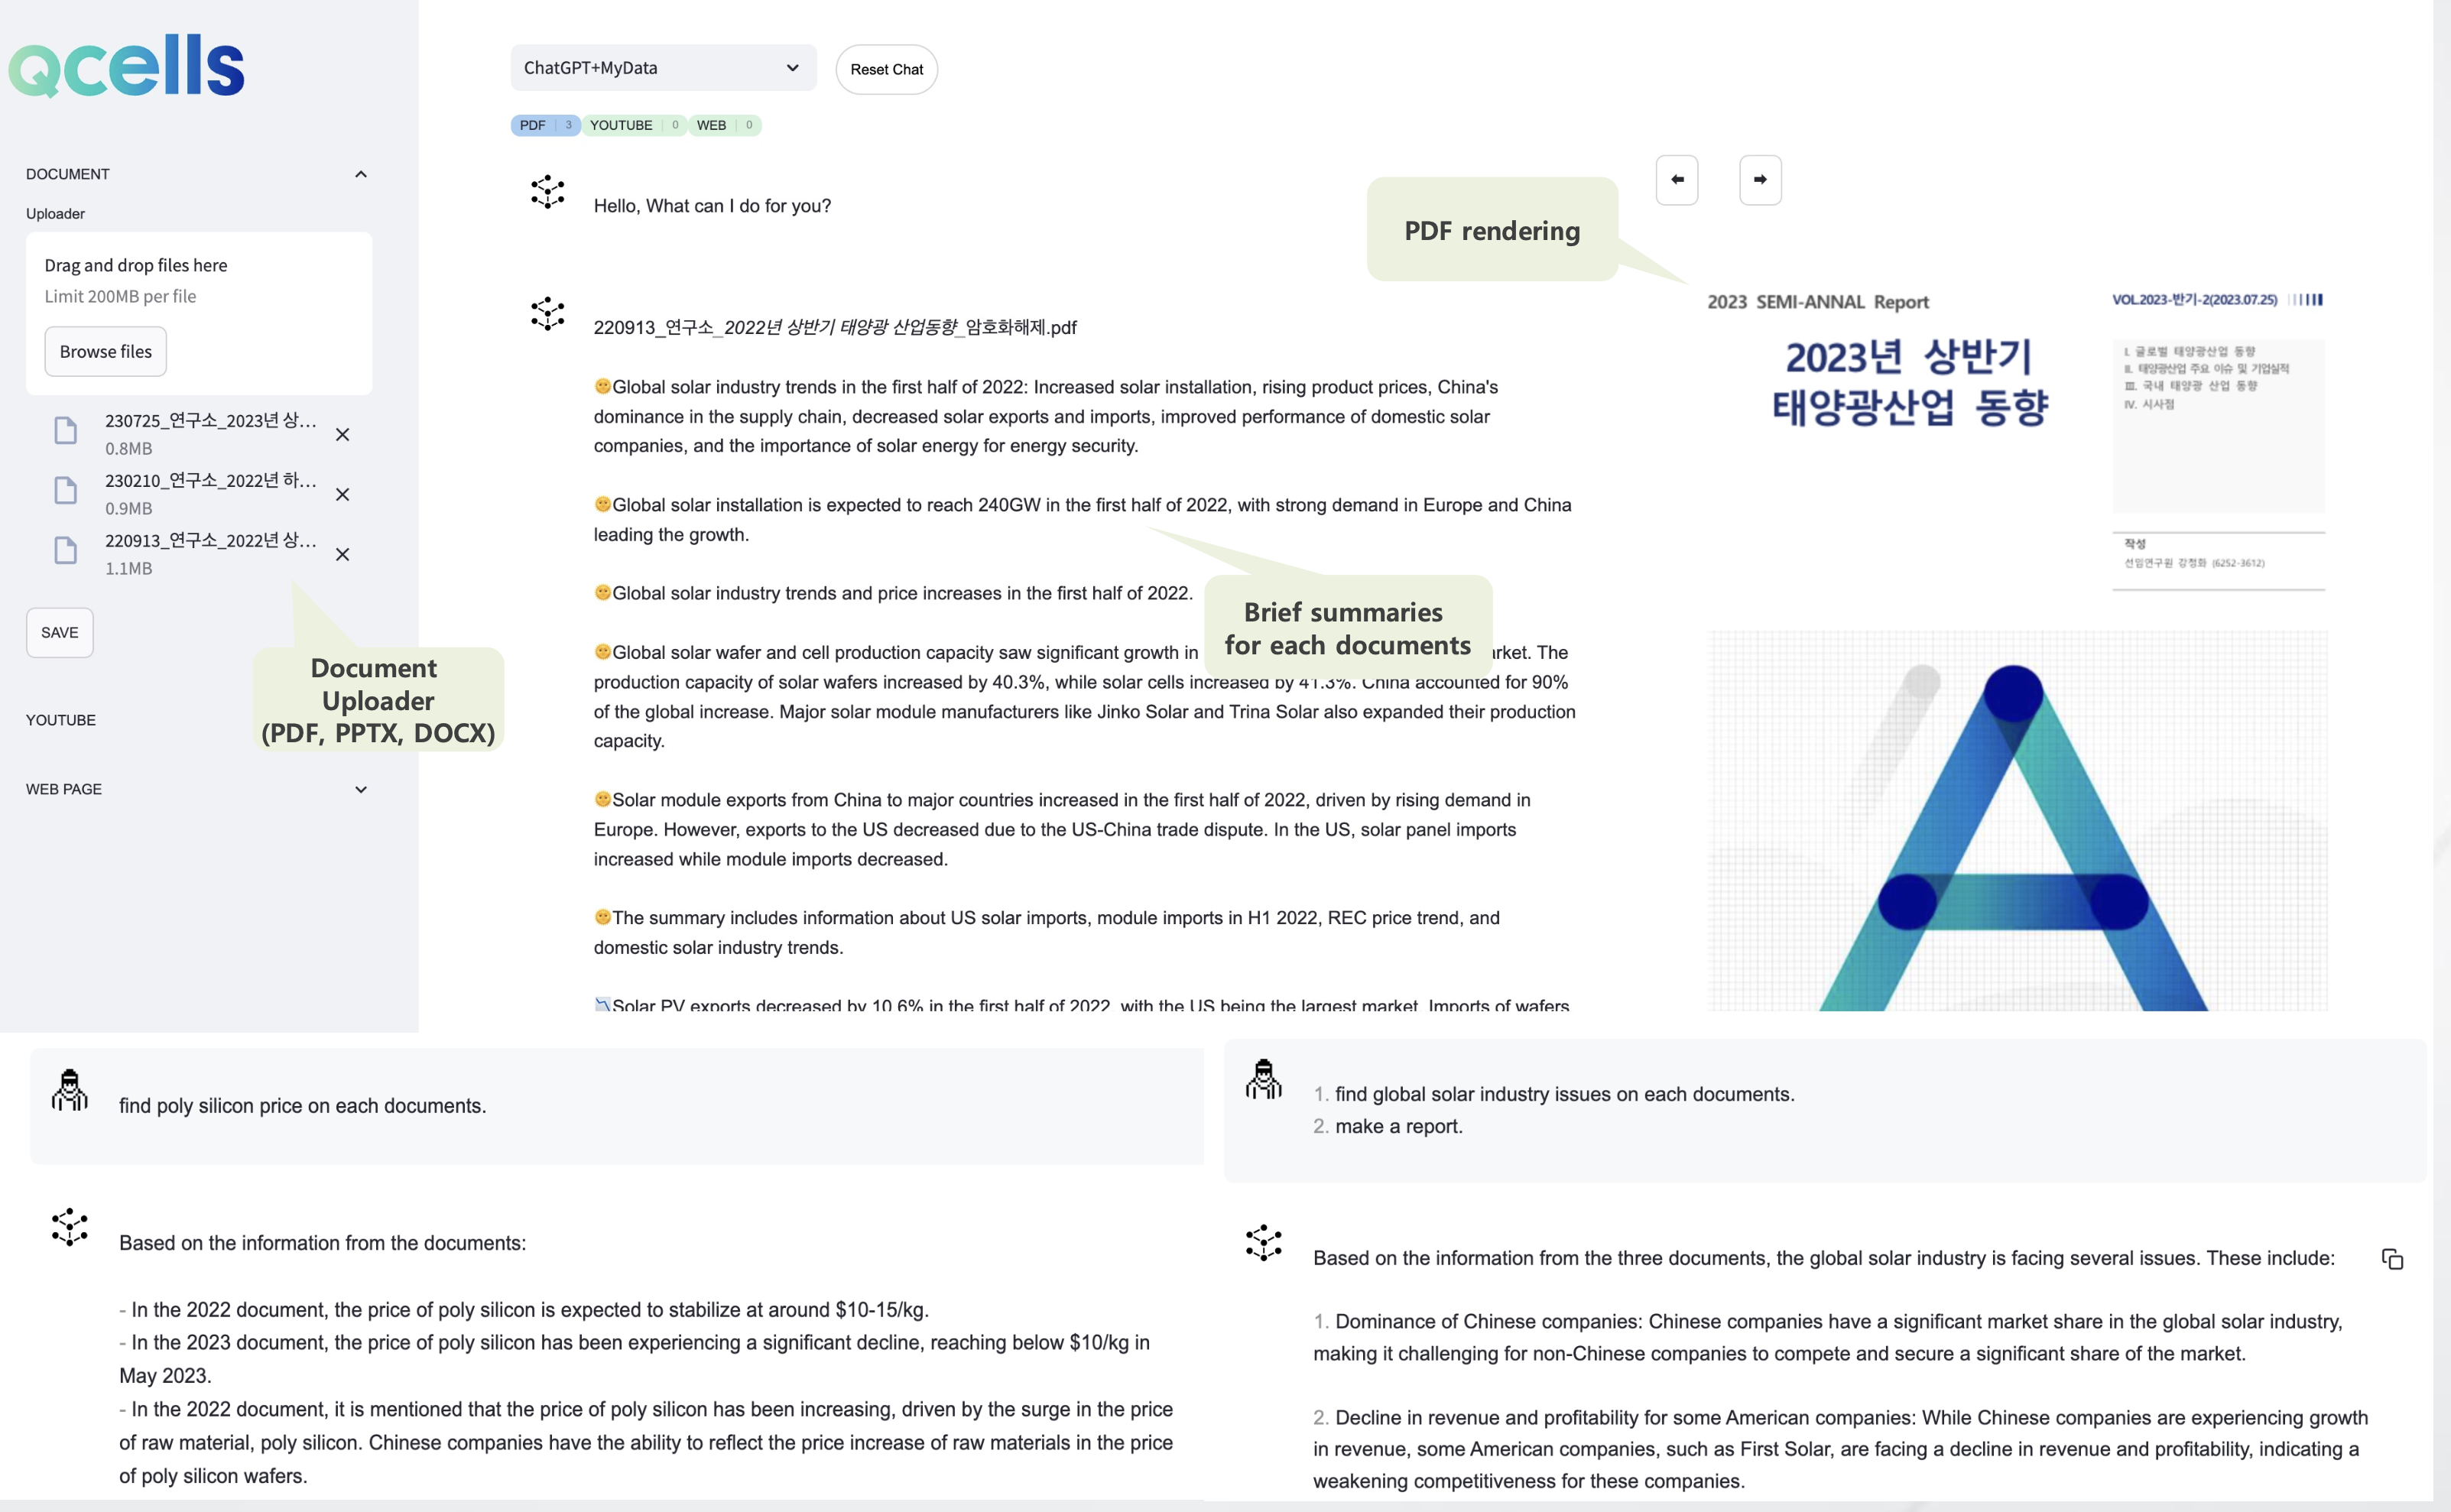 Qcells
DOCUMENT
Uploader
Drag and drop files here
Limit 200MB per file
Browse files
230725_연구소_2023년 상...
0.8MB
230210_연구소_2022년 하...
0.9MB
220913_연구소_2022년 상...
1.1MB
SAVE
Document
Uploader
(PDF, PPTX, DOCX)
YOUTUBE
WEB PAGE
ChatGPT+MyData
Reset Chat
PDF 3 YOUTUBE 0 WEB 0
Hello, What can I do for you?
220913_연구소_2022년 상반기 태양광 산업동향_암호화해제.pdf
Global solar industry trends in the first half of 2022: Increased solar installation, rising product prices, China's
dominance in the supply chain, decreased solar exports and imports, improved performance of domestic solar
companies, and the importance of solar energy for energy security.
Global solar installation is expected to reach 240GW in the first half of 2022, with strong demand in Europe and China
leading the growth.
Global solar industry trends and price increases in the first half of 2022.
Brief summaries
for each documents
Global solar wafer and cell production capacity saw significant growth in rket. The
production capacity of solar wafers increased by 40.3%, while solar cells increased by 41.3%. China accounted for 90%
of the global increase. Major solar module manufacturers like Jinko Solar and Trina Solar also expanded their production
capacity.
Solar module exports from China to major countries increased in the first half of 2022, driven by rising demand in
Europe. However, exports to the US decreased due to the US-China trade dispute. In the US, solar panel imports
increased while module imports decreased.
The summary includes information about US solar imports, module imports in H1 2022, REC price trend, and
domestic solar industry trends.
Solar PV exports decreased by 10.6% in the first half of 2022, with the US being the largest market. Imports of wafers
PDF rendering
2023 SEMI-ANNAL Report
VOL.2023-반기-2(2023.07.25)
2023년 상반기
태양광산업 동향
I. 글로벌 태양광산업 동향
II. 태양광산업 주요 이슈 및 기업실적
III. 국내 태양광 산업 동향
IV. 시사점
작성
선임연구원 강정화 (6252-3612)
find poly silicon price on each documents.
Based on the information from the documents:
- In the 2022 document, the price of poly silicon is expected to stabilize at around $10-15/kg.
- In the 2023 document, the price of poly silicon has been experiencing a significant decline, reaching below $10/kg in
May 2023.
- In the 2022 document, it is mentioned that the price of poly silicon has been increasing, driven by the surge in the price
of raw material, poly silicon. Chinese companies have the ability to reflect the price increase of raw materials in the price
of poly silicon wafers.
1. find global solar industry issues on each documents.
2. make a report.
Based on the information from the three documents, the global solar industry is facing several issues. These include:
1. Dominance of Chinese companies: Chinese companies have a significant market share in the global solar industry,
making it challenging for non-Chinese companies to compete and secure a significant share of the market.
2. Decline in revenue and profitability for some American companies: While Chinese companies are experiencing growth
in revenue, some American companies, such as First Solar, are facing a decline in revenue and profitability, indicating a
weakening competitiveness for these companies.